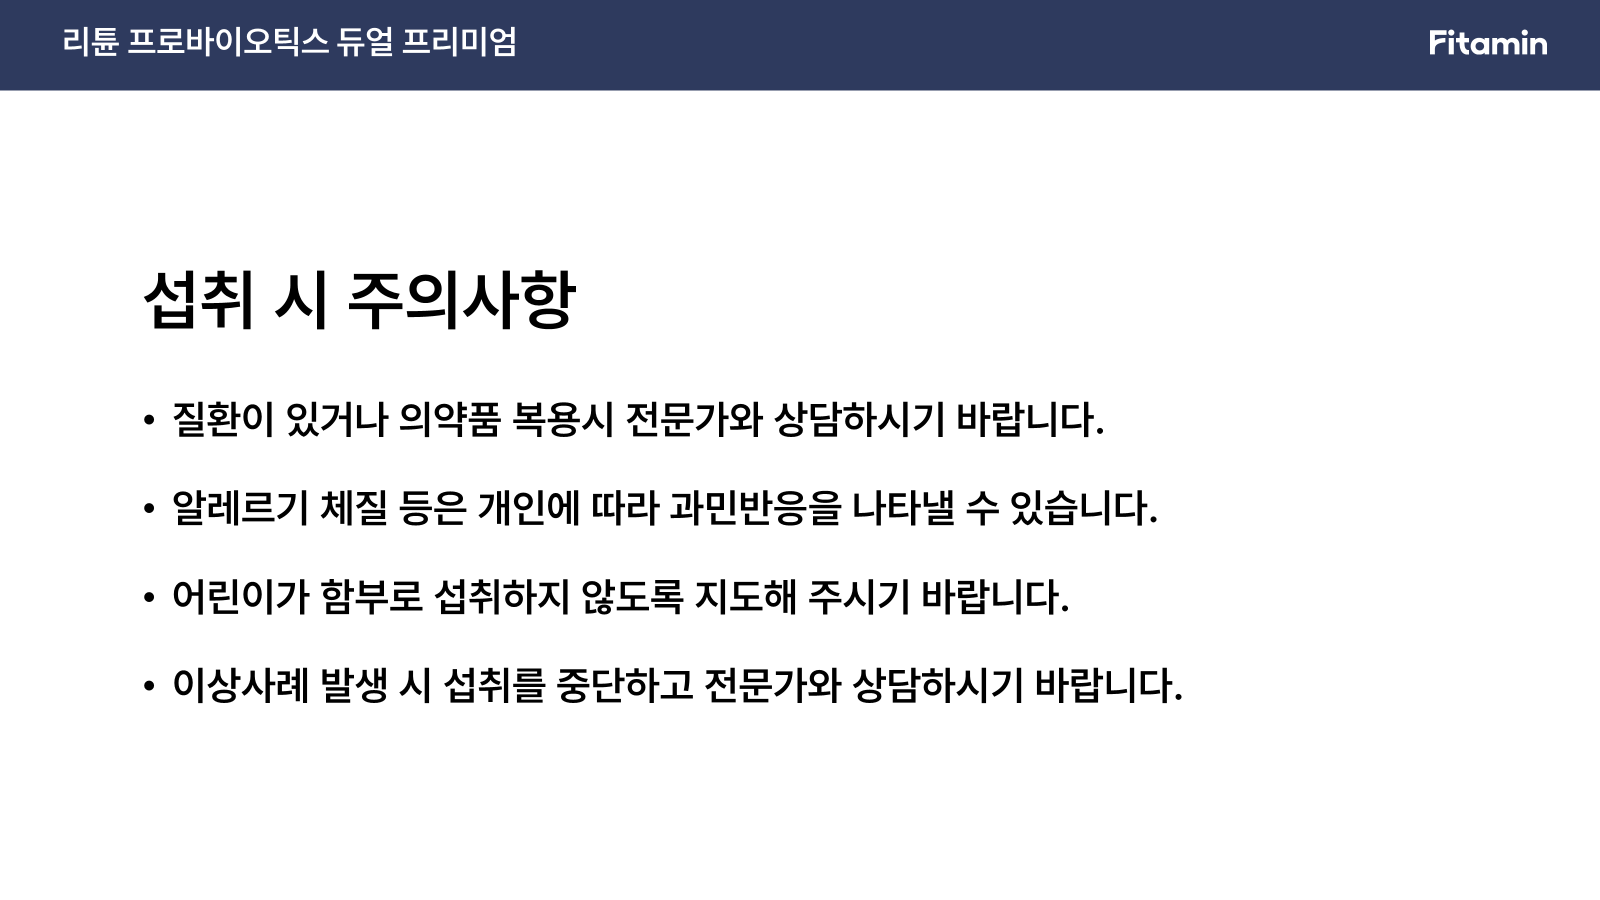 리튠 프로바이오틱스 듀얼 프리미엄
Fitamin
섭취 시 주의사항
• 질환이 있거나 의약품 복용시 전문가와 상담하시기 바랍니다.
• 알레르기 체질 등은 개인에 따라 과민반응을 나타낼 수 있습니다.
• 어린이가 함부로 섭취하지 않도록 지도해 주시기 바랍니다.
• 이상사례 발생 시 섭취를 중단하고 전문가와 상담하시기 바랍니다.